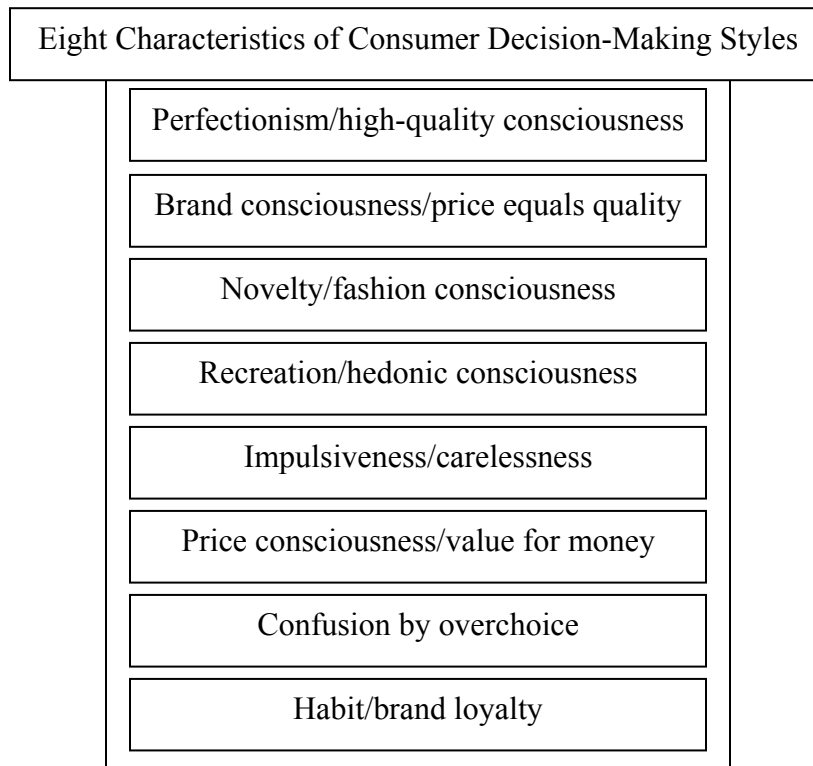 Eight Characteristics of Consumer Decision-Making Styles
Perfectionism/high-quality consciousness
Brand consciousness/price equals quality
Novelty/fashion consciousness
Recreation/hedonic consciousness
Impulsiveness/carelessness
Price consciousness/value for money
Confusion by overchoice
Habit/brand loyalty